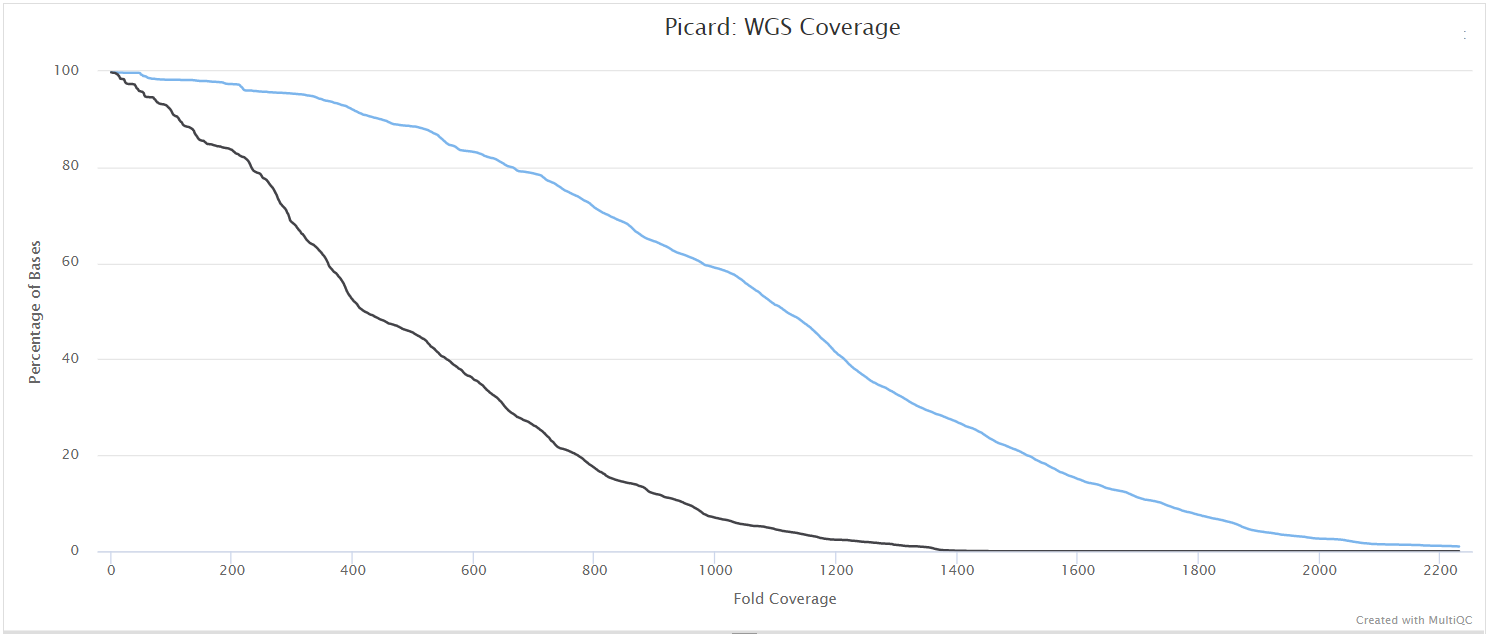 Picard: WGS Coverage
Percentage of Bases
100
80
60
40
20
0
0 200 400 600 800 1000 1200 1400 1600 1800 2000 2200
Fold Coverage
Created with MultiQC